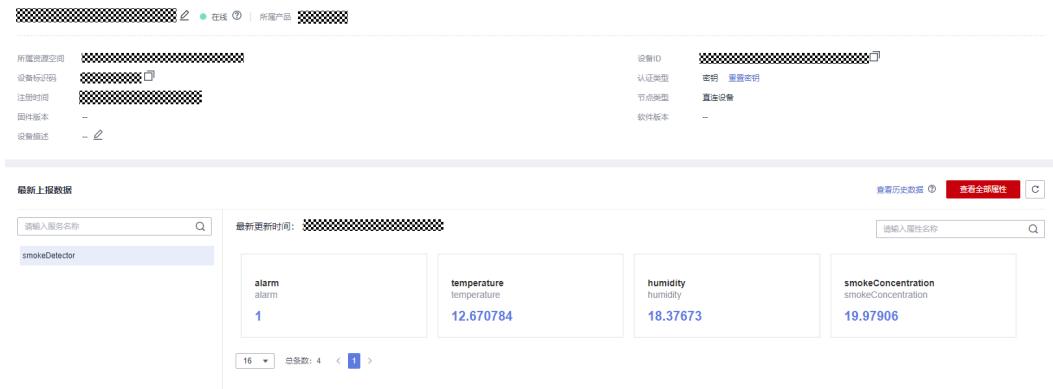 在线 所属产品
所属资源空间 设备ID
设备标识码 认证类型 密钥 重置密钥
注册时间 节点类型 直连设备
固件版本 -- 软件版本 --
设备描述 --
最新上报数据 查看历史数据 查看全部属性
请输入服务名称 最新更新时间： 请输入属性名称
smokeDetector
alarm temperature humidity smokeConcentration
alarm temperature humidity smokeConcentration
1 12.670784 18.37673 19.97906
16 总条数：4 < 1 >